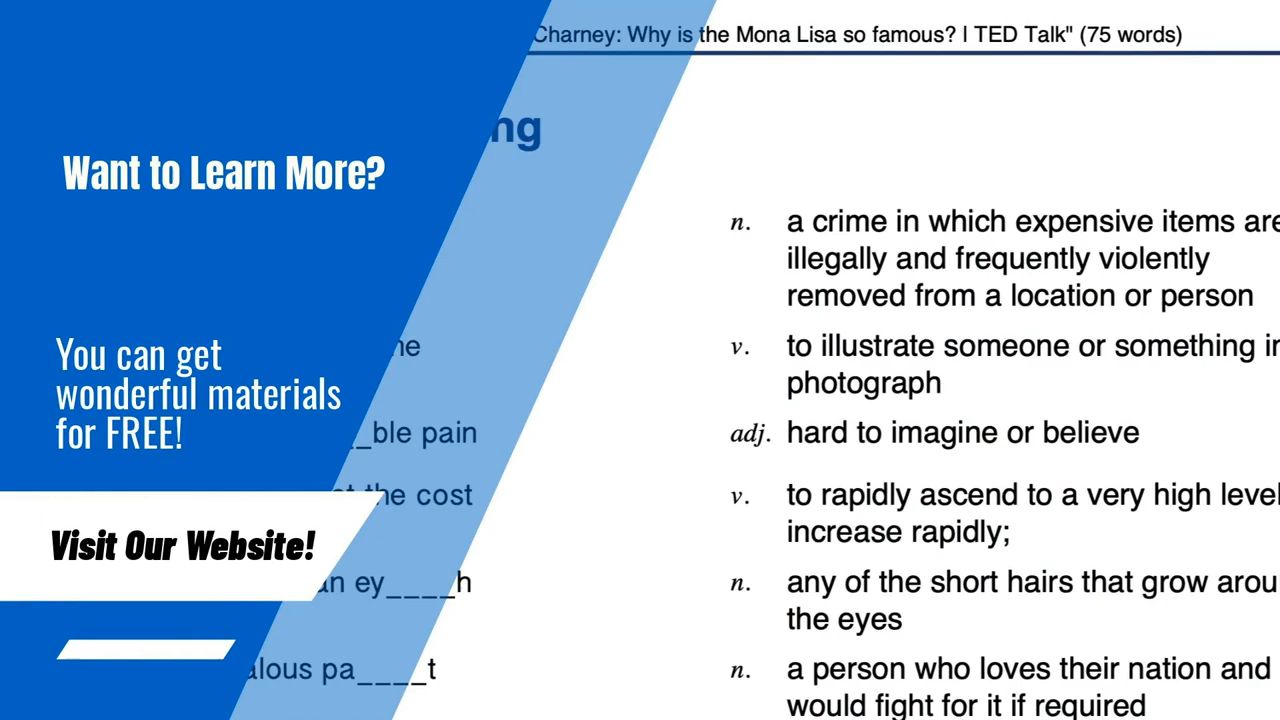 Charney: Why is the Mona Lisa so famous? | TED Talk" (75 words)
ng
Want to Learn More?
You can get
wonderful materials
for FREE!
Visit Our Website!
n. a crime in which expensive items are
illegally and frequently violently
removed from a location or person
he v. to illustrate someone or something in
photograph
_ble pain adj. hard to imagine or believe
at the cost v. to rapidly ascend to a very high level
increase rapidly;
an ey____h n. any of the short hairs that grow arou
the eyes
alous pa____t n. a person who loves their nation and
would fight for it if required